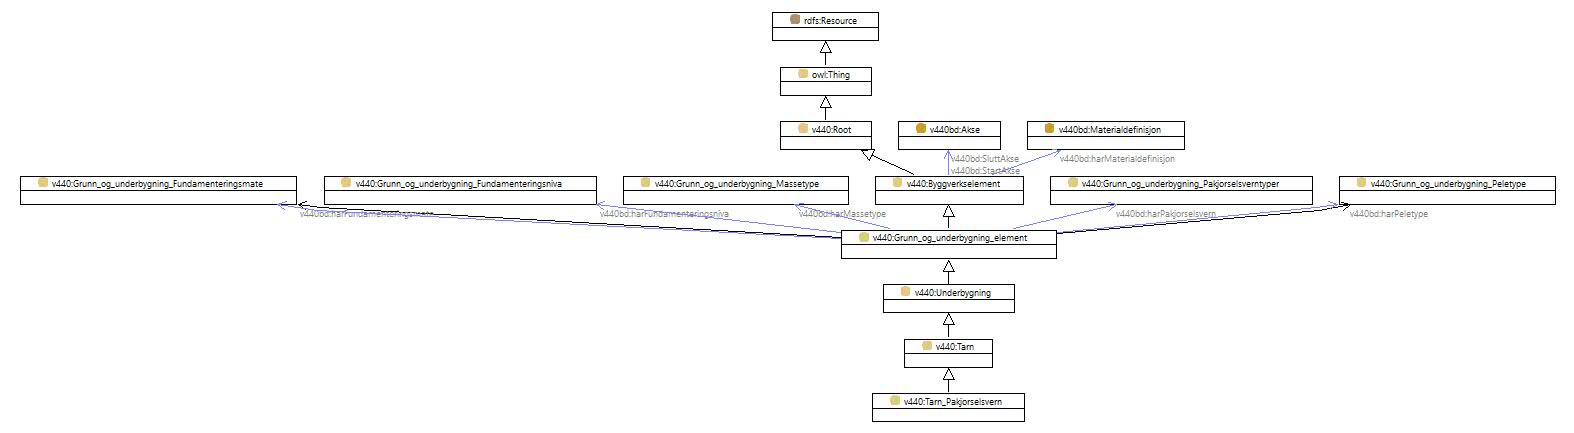 rdfs:Resource
owl:Thing
v440:Root
v440bd:Akse
v440bd:Materialdefinisjon
v440bd:SluttAkse
v440bd:harMaterialdefinisjon
v440bd:StartAkse
v440:Grunn_og_underbygning_Fundamenteringsmate
v440:Grunn_og_underbygning_Fundamenteringsniva
v440:Grunn_og_underbygning_Massetype
v440:Byggverkselement
v440:Grunn_og_underbygning_Pakjorselsverntyper
v440:Grunn_og_underbygning_Peletype
v440bd:harFundamenteringsmate
v440bd:harFundamenteringsniva
v440bd:harMassetype
v440bd:harPakjorselsvern
v440bd:harPeletype
v440:Grunn_og_underbygning_element
v440:Underbygning
v440:Tarn
v440:Tarn_Pakjorselsvern